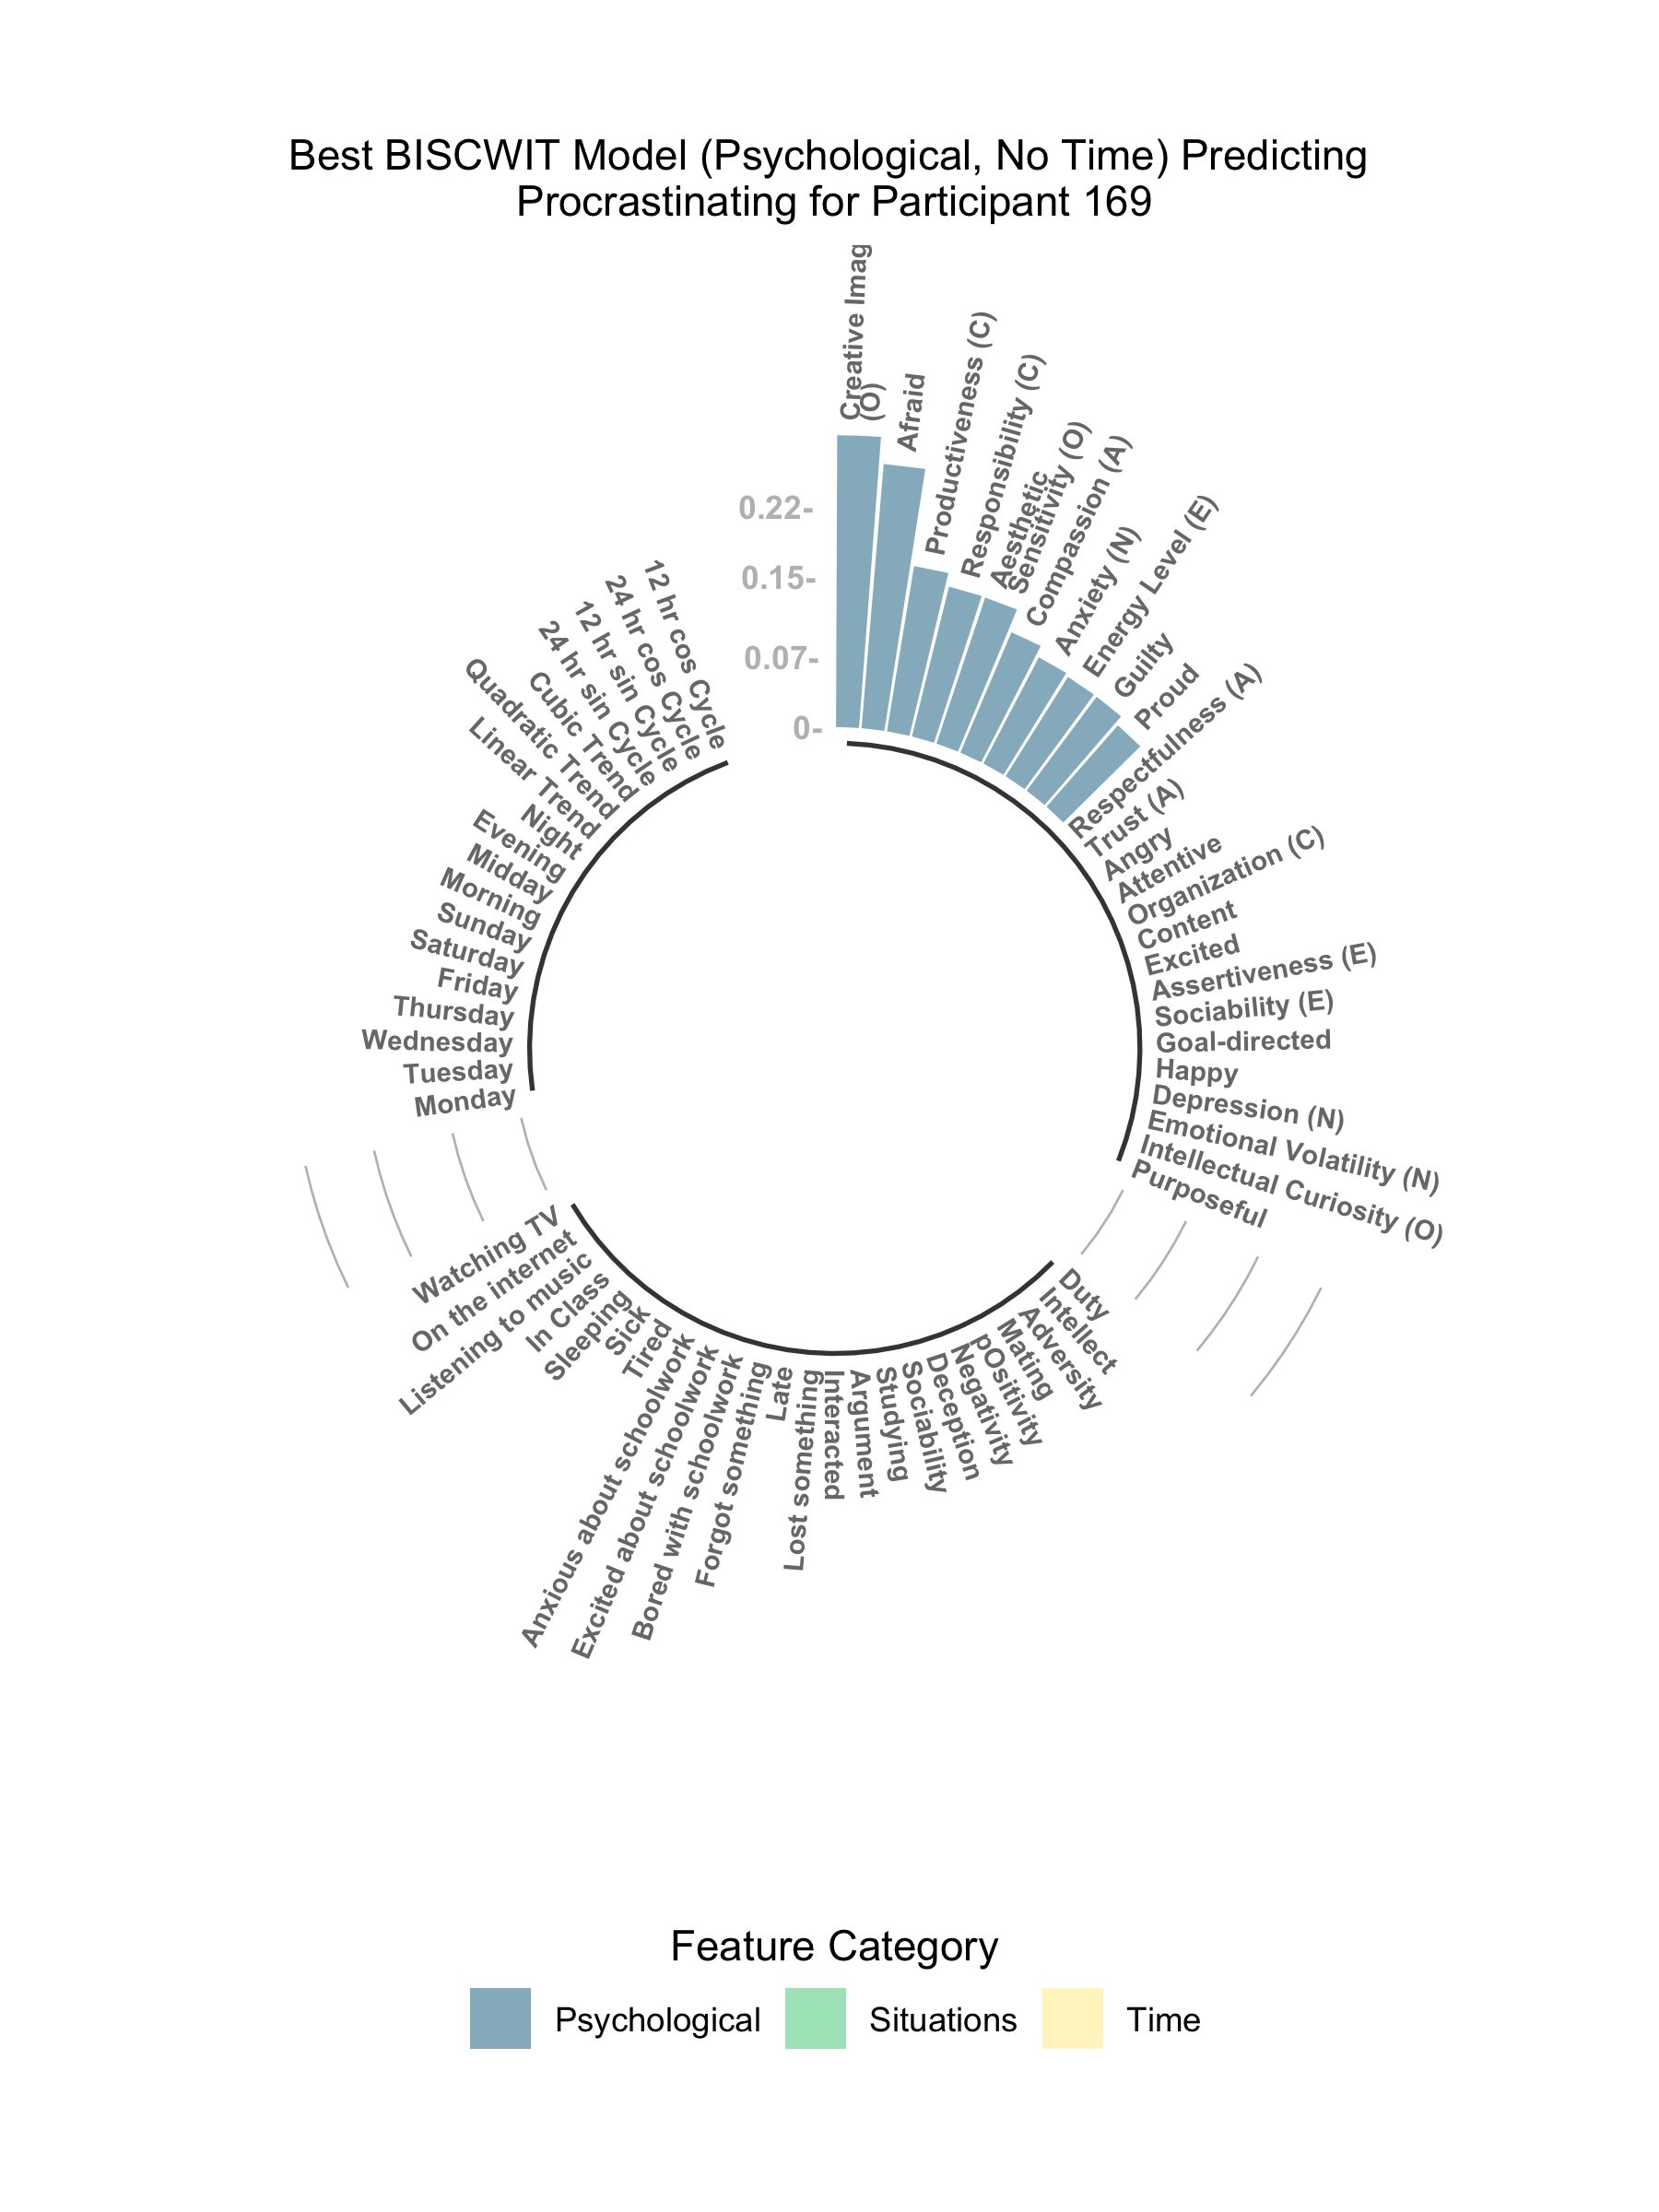 Best BISCWIT Model (Psychological, No Time) Predicting
Procrastinating for Participant 169
0.22-
0.15-
0.07-
0-
Creative Imag
(O)
Afraid
Productiveness (C)
Responsibility (C)
Aesthetic
Sensitivity (O)
Compassion (A)
Anxiety (N)
Energy Level (E)
Guilty
Proud
Respectfulness (A)
Trust (A)
Angry
Attentive
Organization (C)
Content
Excited
Assertiveness (E)
Sociability (E)
Goal-directed
Happy
Depression (N)
Emotional Volatility (N)
Intellectual Curiosity (O)
Purposeful
Duty
Intellect
Adversity
Mating
pOsitivity
Negativity
Deception
Sociability
Studying
Argument
Interacted
Lost something
Late
Forgot something
Bored with schoolwork
Excited about schoolwork
Anxious about schoolwork
Tired
Sick
Sleeping
In Class
Listening to music
On the internet
Watching TV
Monday
Tuesday
Wednesday
Thursday
Friday
Saturday
Sunday
Morning
Midday
Evening
Night
Linear Trend
Quadratic Trend
Cubic Trend
24 hr sin Cycle
12 hr sin Cycle
24 hr cos Cycle
12 hr cos Cycle
Feature Category
Psychological
Situations
Time